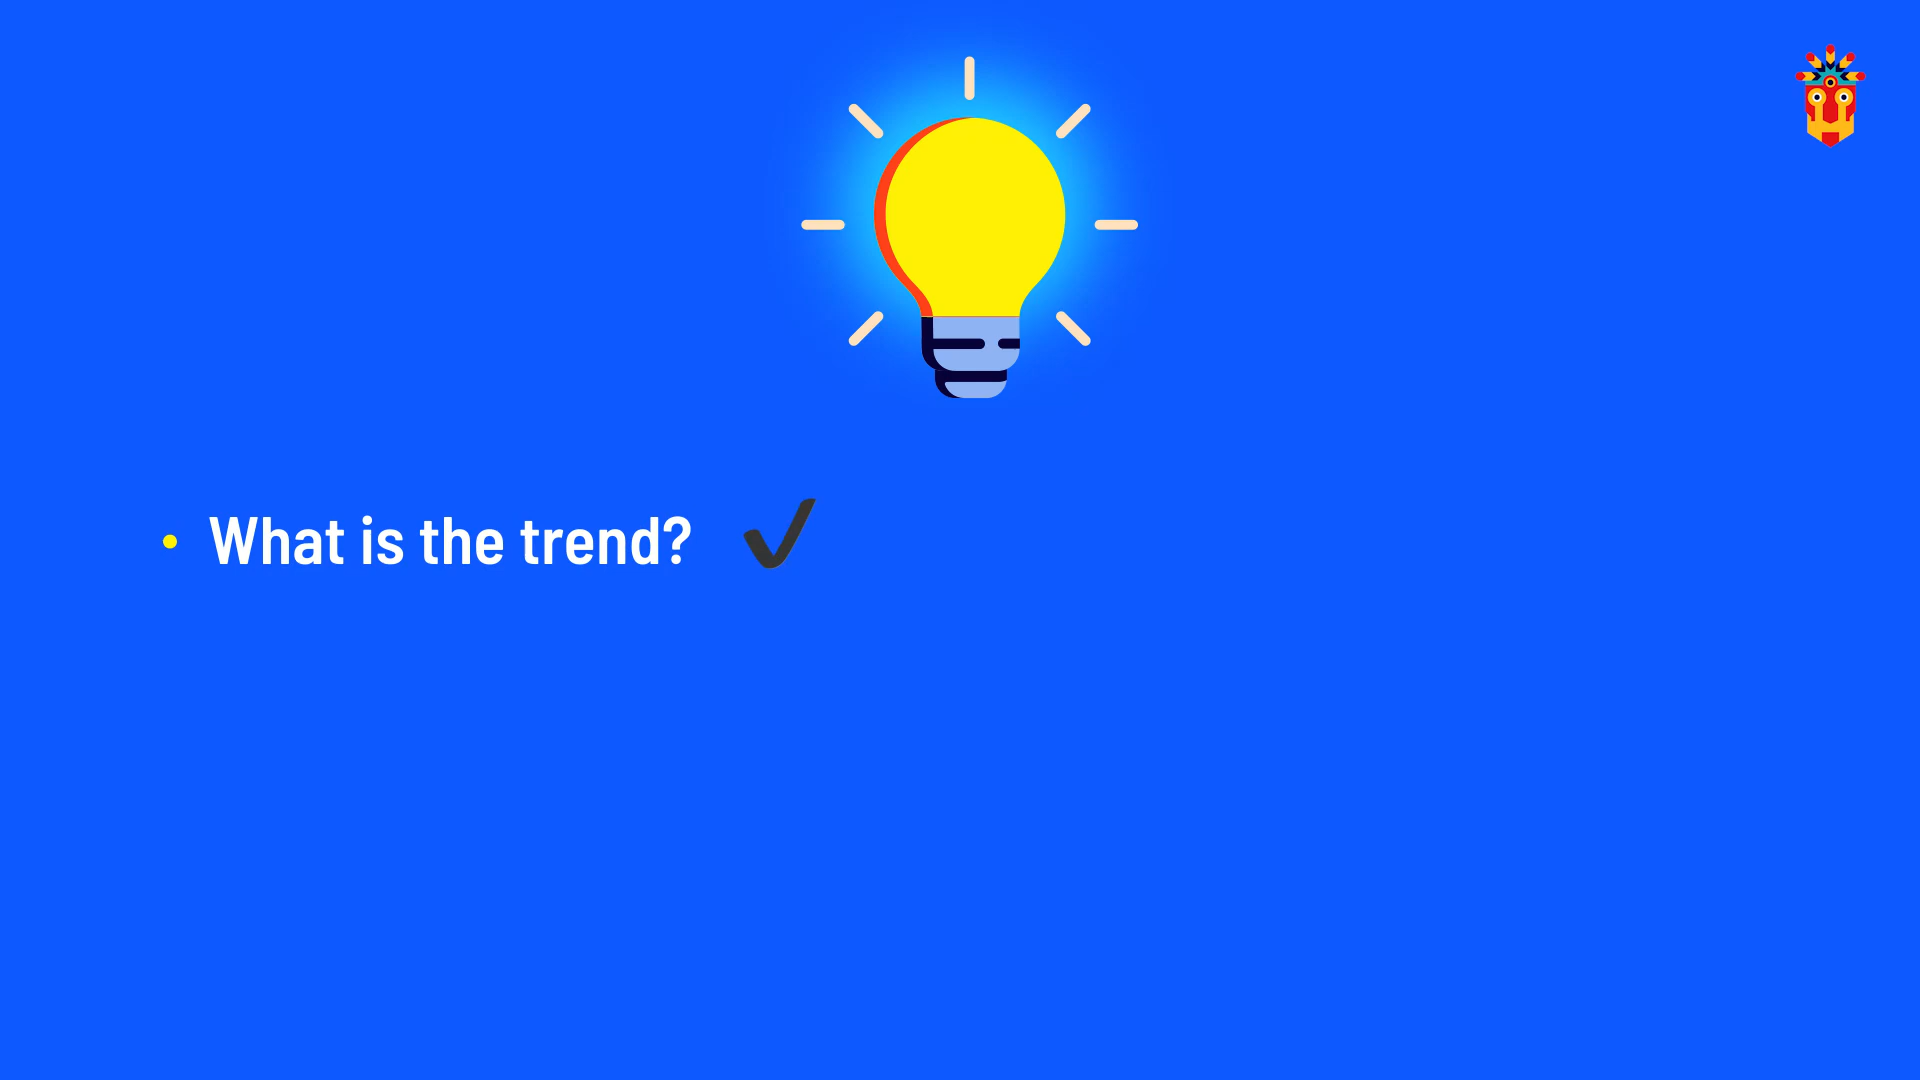 What is the trend? ✔